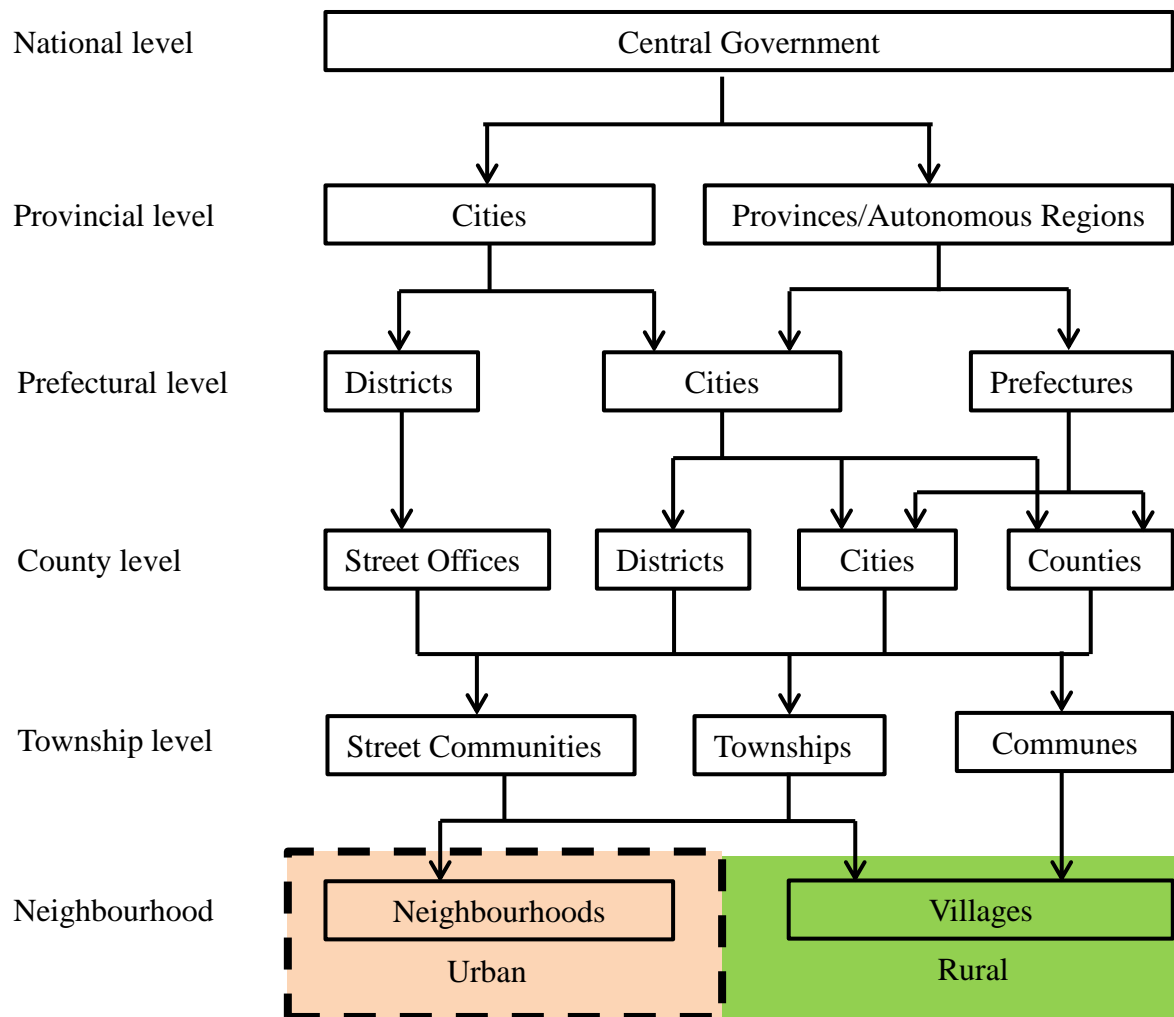 National level
Central Government
Provincial level
Cities
Provinces/Autonomous Regions
Prefectural level
Districts
Cities
Prefectures
County level
Street Offices
Districts
Cities
Counties
Township level
Street Communities
Townships
Communes
Neighbourhood
Neighbourhoods
Villages
Urban
Rural